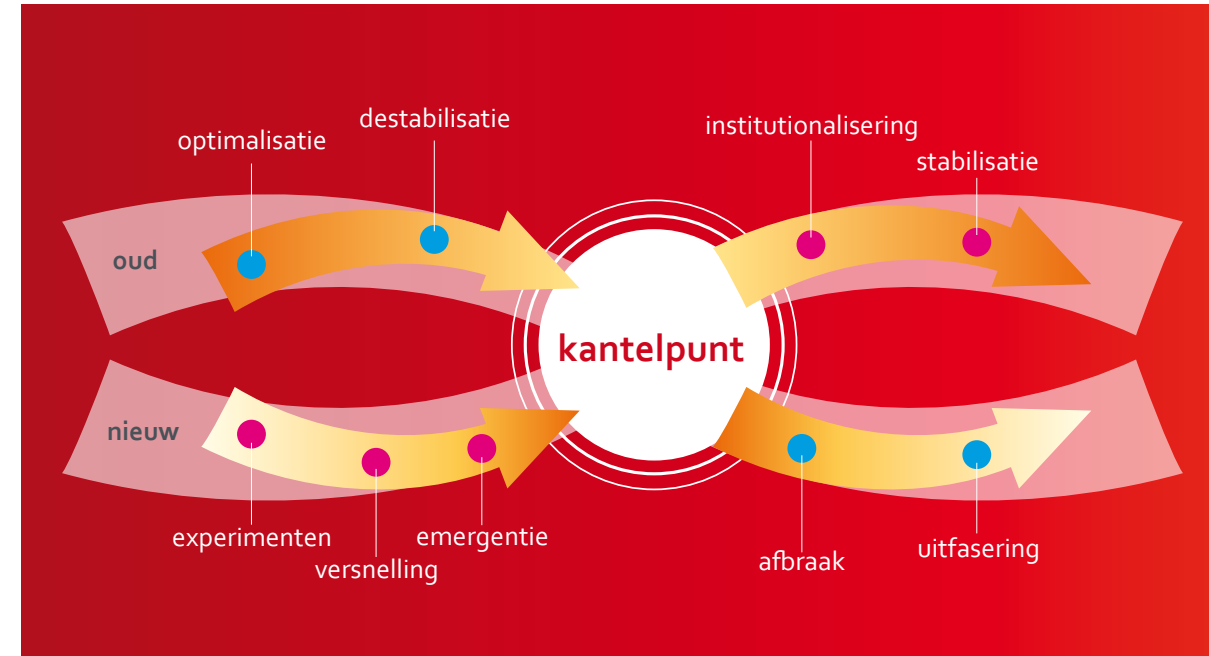 destabilisatie
optimalisatie
institutionalisering
stabilisatie
oud
kantelpunt
nieuw
experimenten
versnelling
emergentie
afbraak
uitfasering